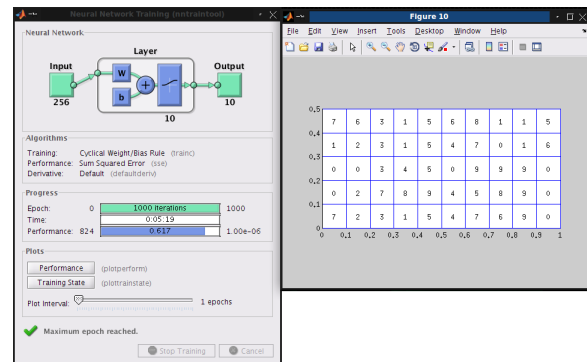 Neural Network Training (nntraintool)
Neural Network
Layer
Input
W
b
+
Output
256
10
10
Algorithms
Training: Cyclical Weight/Bias Rule (trainc)
Performance: Sum Squared Error (sse)
Derivative: Default (defaultderiv)
Progress
Epoch: 0 1000 iterations 1000
Time: 0:05:19
Performance: 824 0.617 1.00e-06
Plots
Performance (plotperform)
Training State (plottrainstate)
Plot Interval: 1 epochs
Maximum epoch reached.
Stop Training Cancel
Figure 10
File Edit View Insert Tools Desktop Window Help
0.5
7 6 3 1 5 6 8 1 1 5
0.4
1 2 3 1 5 4 7 0 1 6
0.3
0 0 3 4 5 0 9 9 9 0
0.2
0 2 7 8 9 4 5 8 9 0
0.1
7 2 3 1 5 4 7 6 9 0
0
0 0.1 0.2 0.3 0.4 0.5 0.6 0.7 0.8 0.9 1